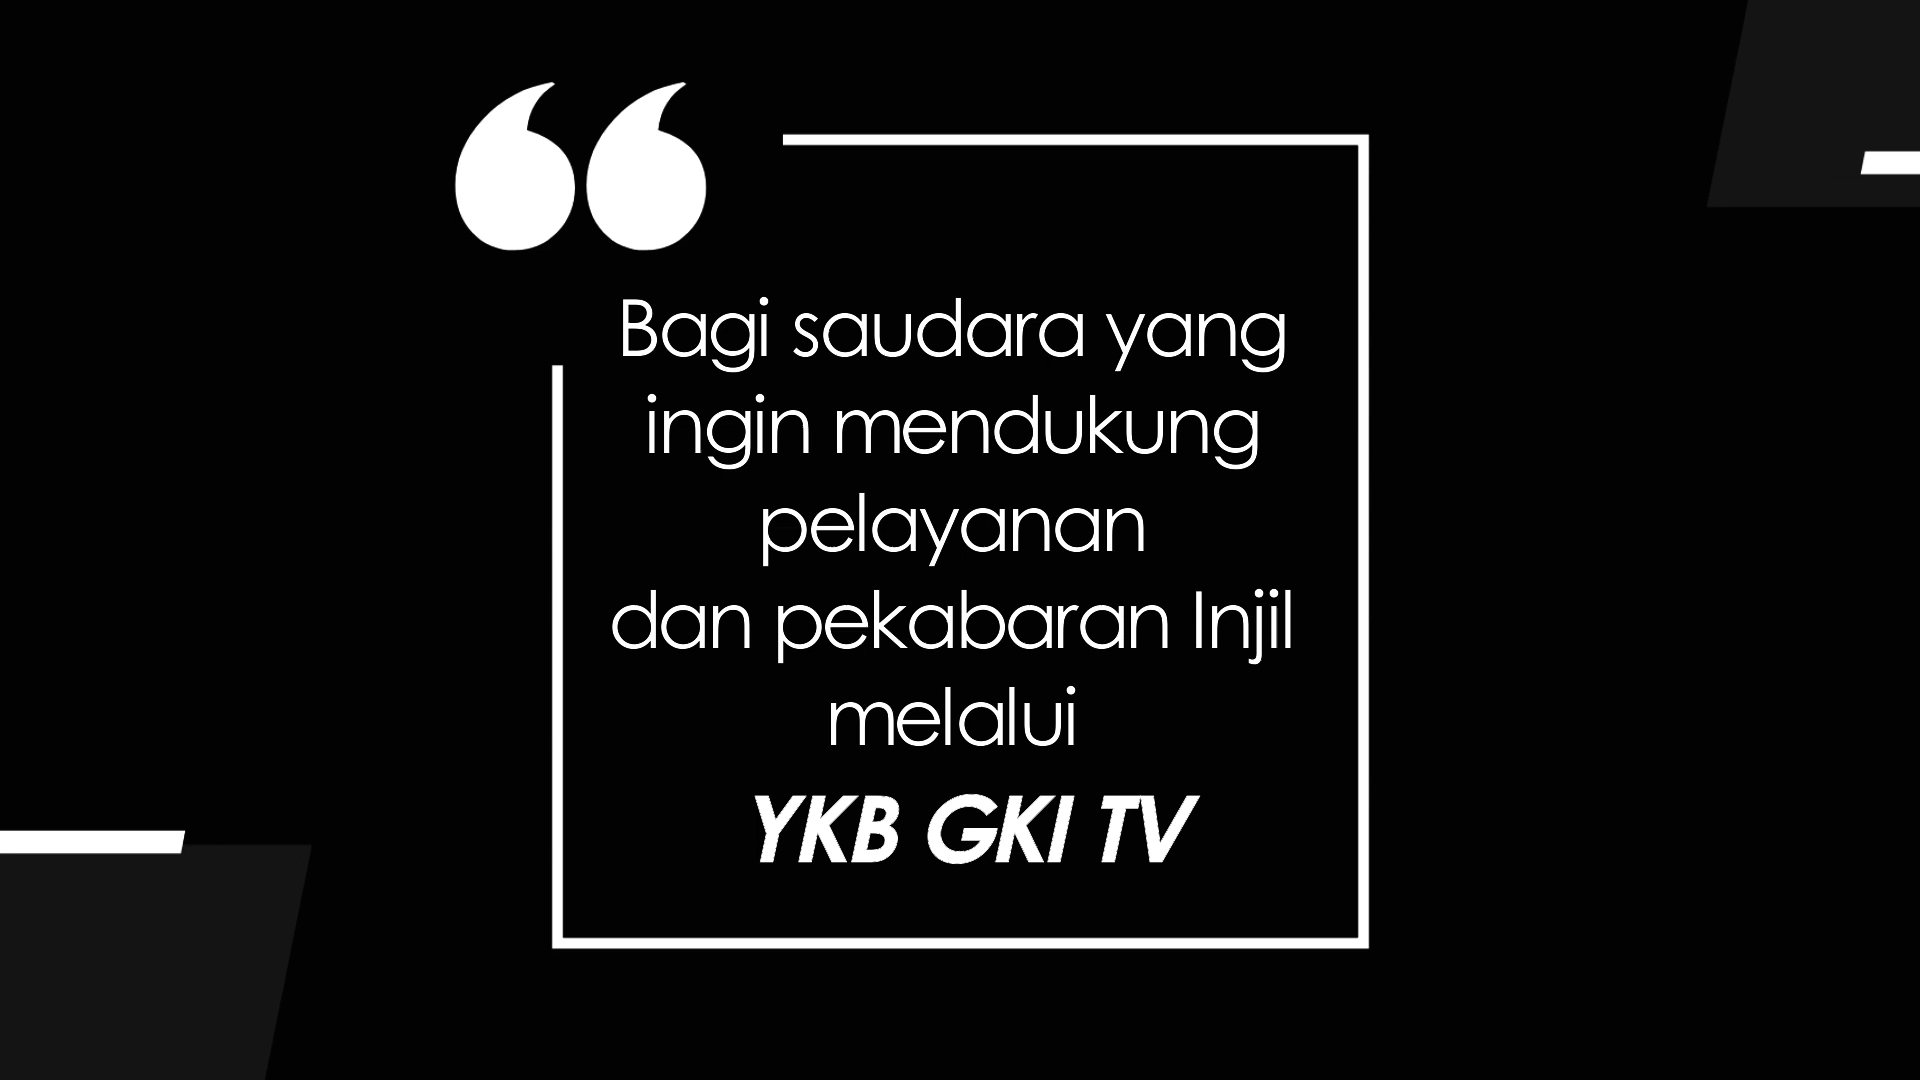 Bagi saudara yang
ingin mendukung
pelayanan
dan pekabaran Injil
melalui
YKB GKI TV